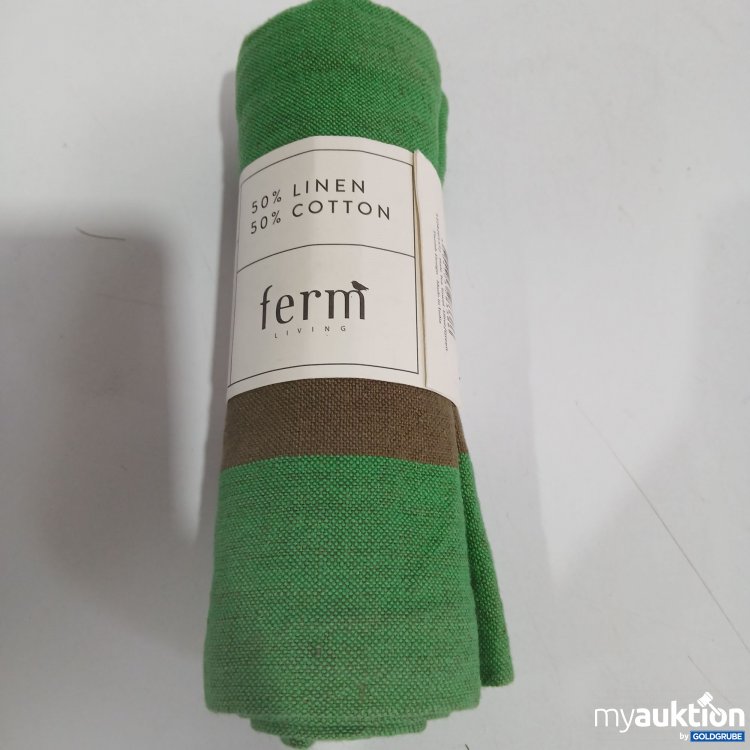 50% LINEN
50% COTTON
ferm
LIVING
myauktion
by GOLDGRUBE